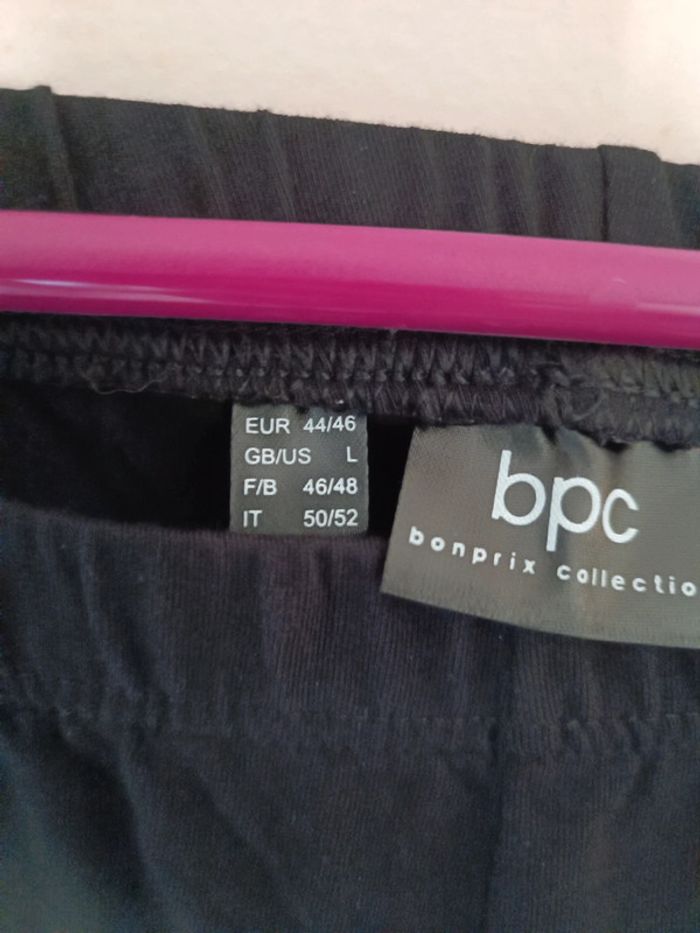 EUR 44/46
GB/US L
F/B 46/48
IT 50/52
bpc
bonprix collectio